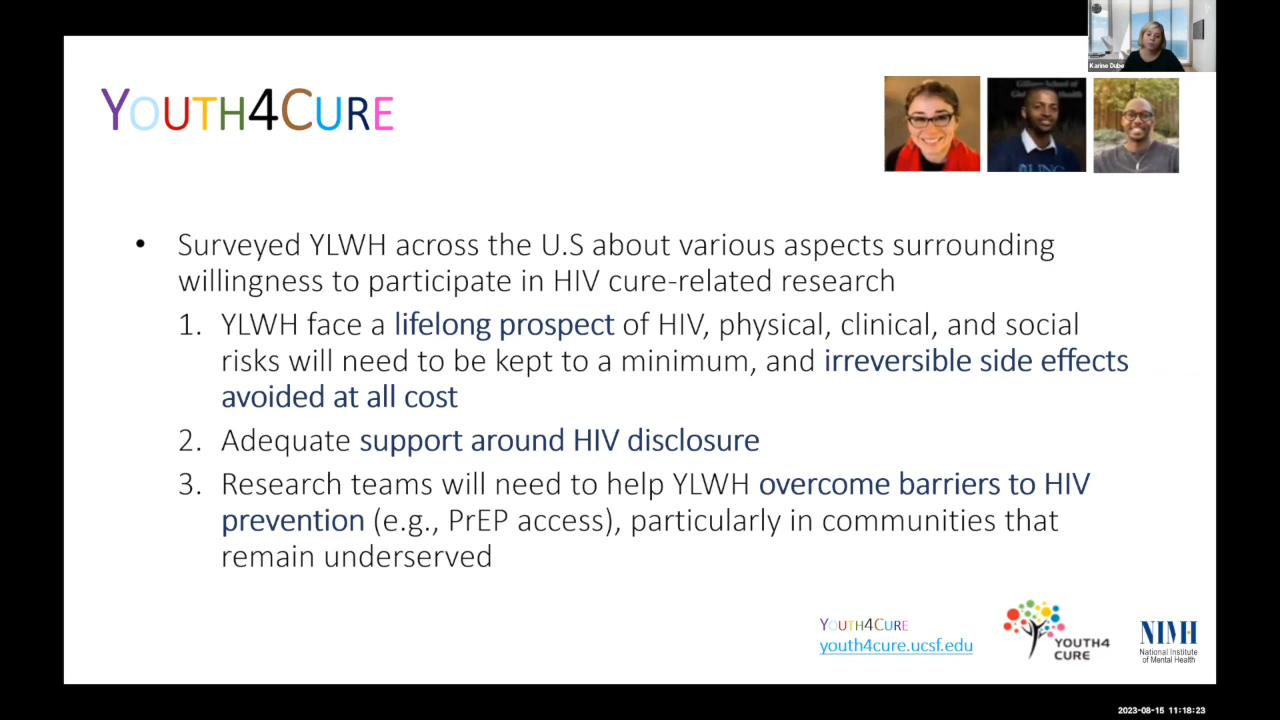 Karine Dube
YOUTH4CURE
• Surveyed YLWH across the U.S about various aspects surrounding
willingness to participate in HIV cure-related research
1. YLWH face a lifelong prospect of HIV, physical, clinical, and social
risks will need to be kept to a minimum, and irreversible side effects
avoided at all cost
2. Adequate support around HIV disclosure
3. Research teams will need to help YLWH overcome barriers to HIV
prevention (e.g., PrEP access), particularly in communities that
remain underserved
YOUTH4CURE
youth4cure.ucsf.edu
YOUTH4
CURE
NIMH
National Institute
of Mental Health
2023-08-15 11:18:23